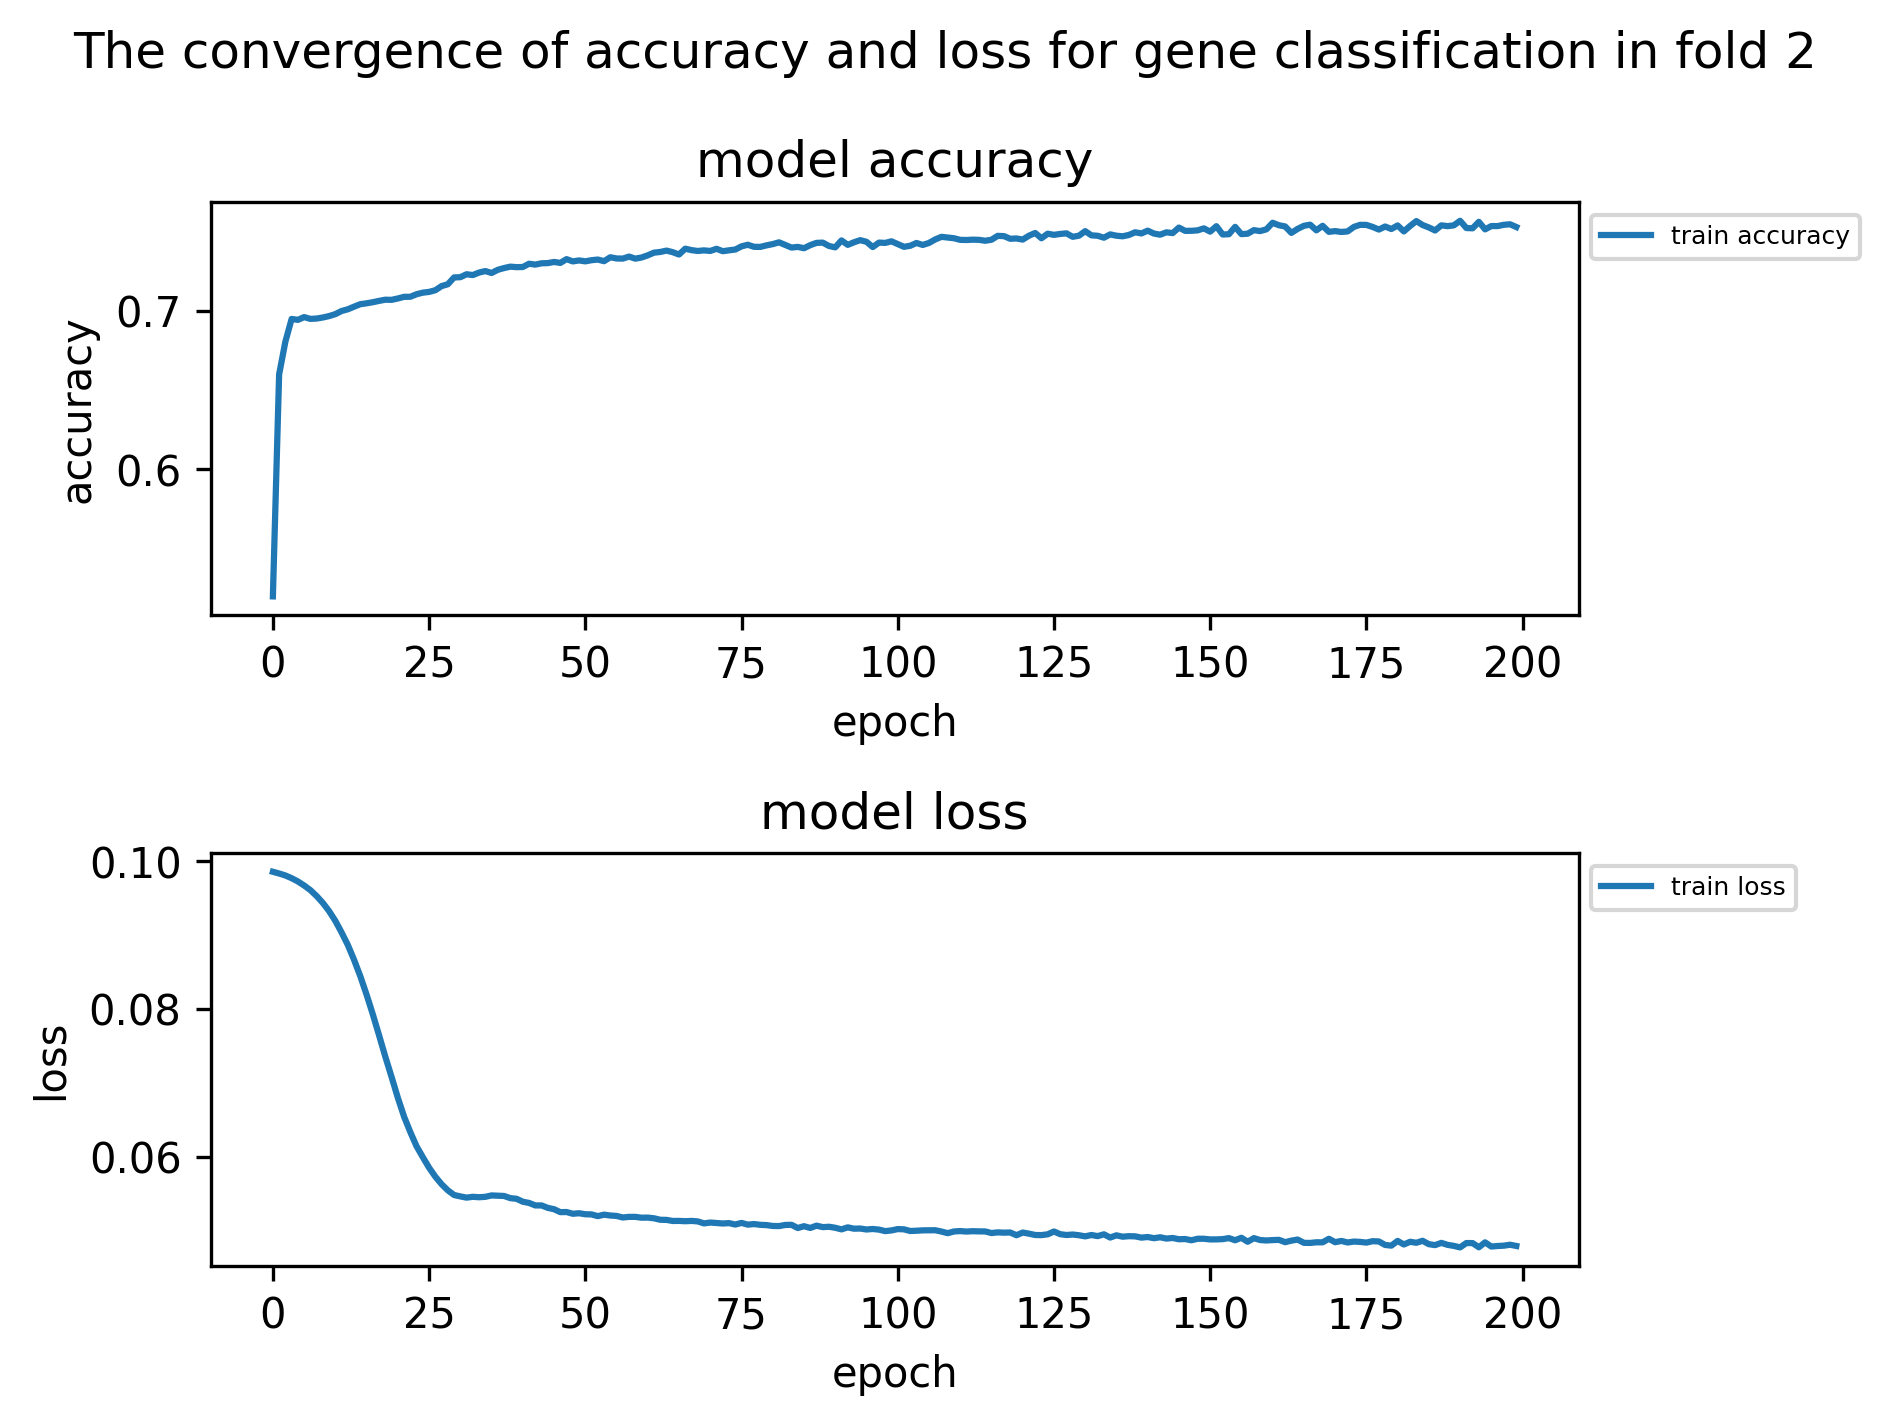 The convergence of accuracy and loss for gene classification in fold 2
model accuracy
train accuracy
0.7
0.6
accuracy
0 25 50 75 100 125 150 175 200
epoch
model loss
train loss
0.10
0.08
0.06
loss
0 25 50 75 100 125 150 175 200
epoch